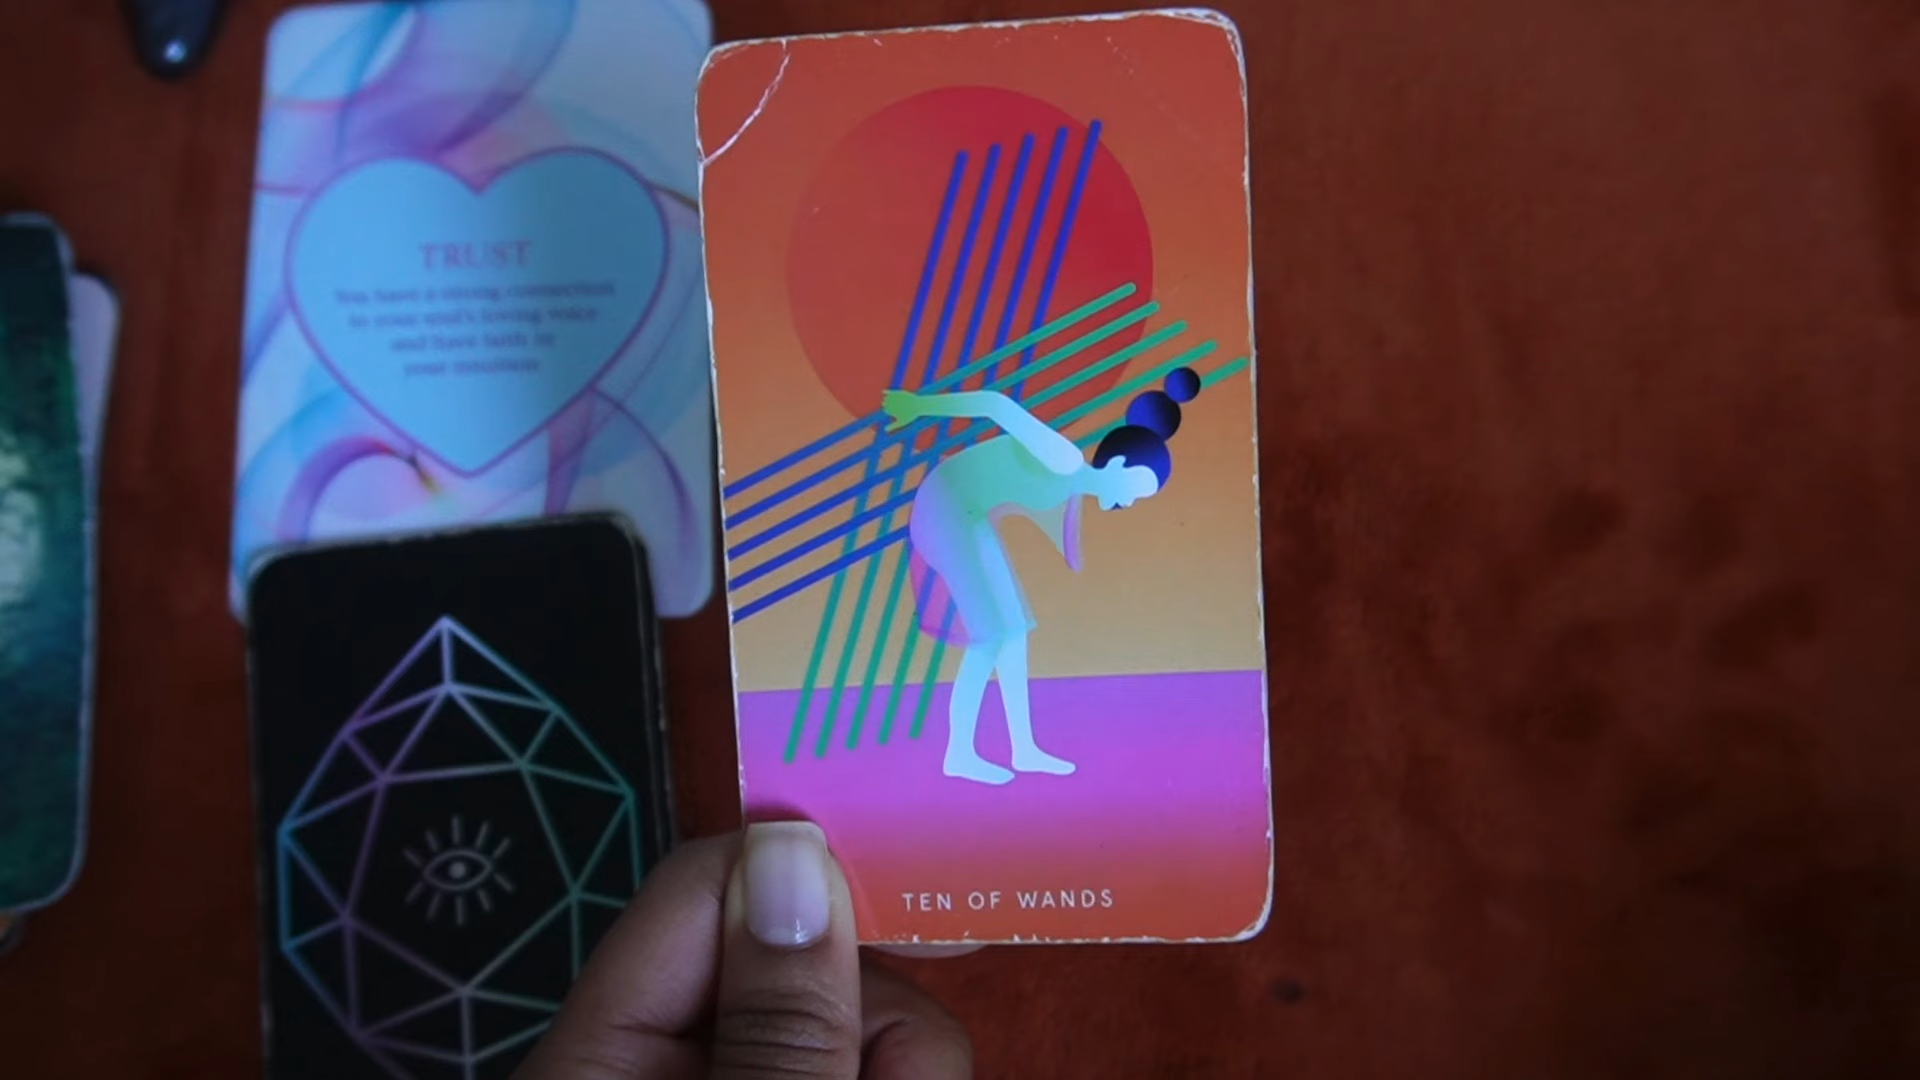 TRUST
You have a strong connection
to your soul's loving voice
and have faith in
your intuition
TEN OF WANDS